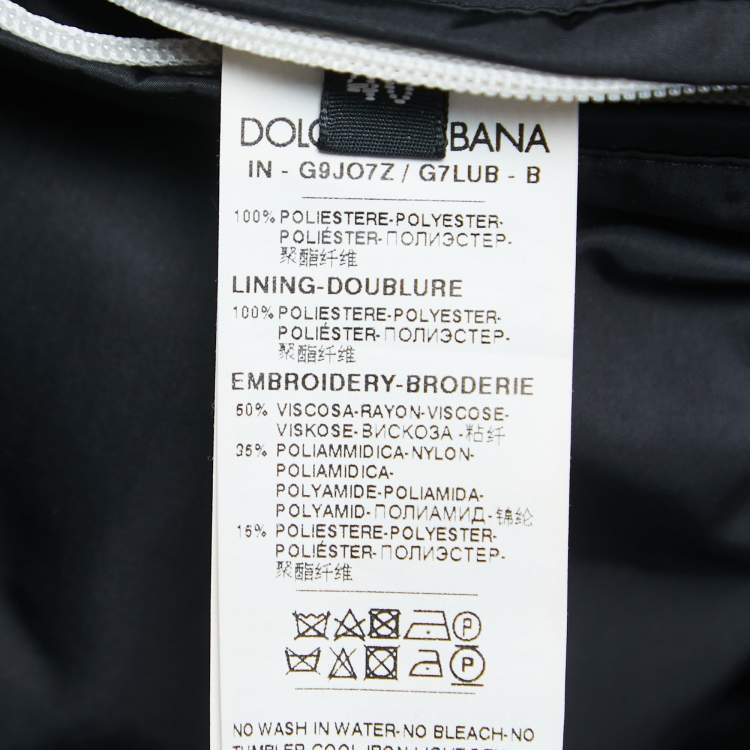 40
DOLC BANA
IN - G9JO7Z / G7LUB - B
100% POLIESTERE-POLYESTER-
POLIÉSTER-ПОЛИЭСТЕР-
聚酯纤维
LINING-DOUBLURE
100% POLIESTERE-POLYESTER-
POLIÉSTER-ПОЛИЭСТЕР-
聚酯纤维
EMBROIDERY-BRODERIE
50% VISCOSA-RAYON-VISCOSE-
VISKOSE-ВИСКОЗА -粘纤
35% POLIAMMIDICA-NYLON-
POLIAMIDICA-
POLYAMIDE-POLIAMIDA-
POLYAMID-ПОЛИАМИД-锦纶
15% POLIESTERE-POLYESTER-
POLIÉSTER-ПОЛИЭСТЕР-
聚酯纤维
P
P
NO WASH IN WATER-NO BLEACH-NO